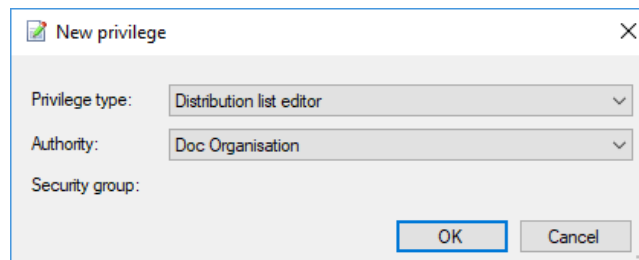 New privilege
Privilege type: Distribution list editor
Authority: Doc Organisation
Security group:
OK Cancel